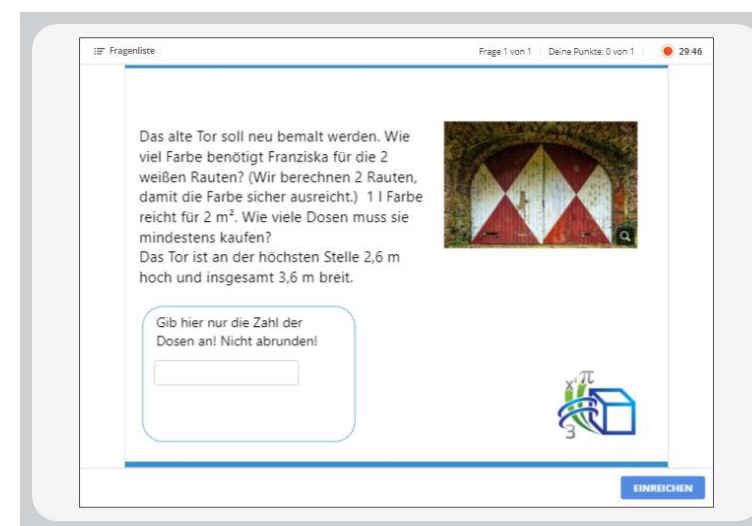 Fragenliste
Frage 1 von 1
Deine Punkte: 0 von 1
29:46
Das alte Tor soll neu bemalt werden. Wie
viel Farbe benötigt Franziska für die 2
weißen Rauten? (Wir berechnen 2 Rauten,
damit die Farbe sicher ausreicht.) 1 l Farbe
reicht für 2 m². Wie viele Dosen muss sie
mindestens kaufen?
Das Tor ist an der höchsten Stelle 2,6 m
hoch und insgesamt 3,6 m breit.
Gib hier nur die Zahl der
Dosen an! Nicht abrunden!
x³ π
3
EINREICHEN